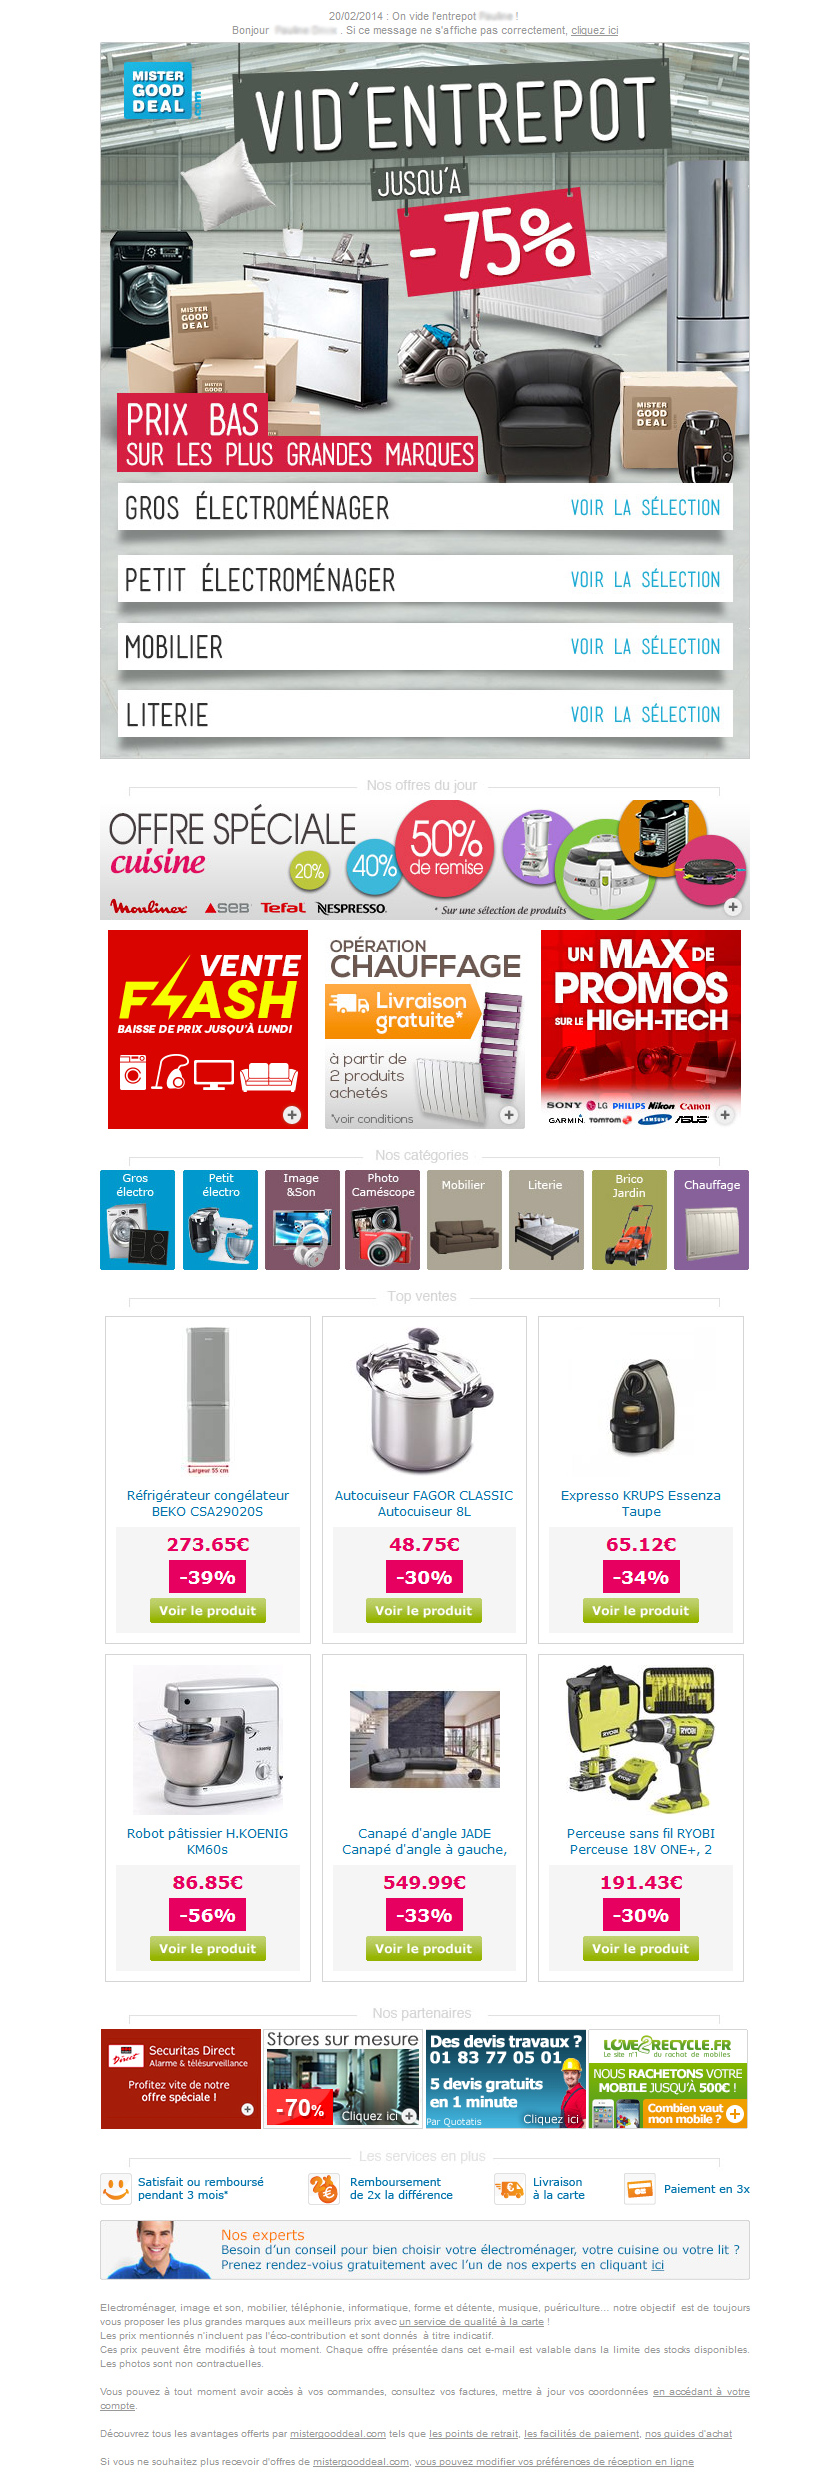 20/02/2014 : On vide l'entrepot !
Bonjour . Si ce message ne s'affiche pas correctement, cliquez ici
MISTER
GOOD
DEAL
.com
VID'ENTREPOT
JUSQU'A
-75%
MISTER
GOOD
DEAL
MISTER
GOOD
MISTER
GOOD
DEAL
PRIX BAS
SUR LES PLUS GRANDES MARQUES
GROS ÉLECTROMÉNAGER VOIR LA SÉLECTION
PETIT ÉLECTROMÉNAGER VOIR LA SÉLECTION
MOBILIER VOIR LA SÉLECTION
LITERIE VOIR LA SÉLECTION
Nos offres du jour
OFFRE SPÉCIALE
cuisine
20%
40%
50%
de remise
Moulinex SEB Tefal NESPRESSO.
* Sur une sélection de produits
VENTE
FLASH
BAISSE DE PRIX JUSQU'À LUNDI
OPÉRATION
CHAUFFAGE
Livraison
gratuite*
à partir de
2 produits
achetés
*voir conditions
UN MAX DE
PROMOS
SUR LE HIGH-TECH
SONY LG PHILIPS Nikon Canon
GARMIN. TOMTOM SAMSUNG ASUS
Nos catégories
Gros
électro
Petit
électro
Image
&Son
Photo
Caméscope
Mobilier
Literie
Brico
Jardin
Chauffage
Top ventes
Largeur 55 cm
Réfrigérateur congélateur
BEKO CSA29020S
273.65€
-39%
Voir le produit
Autocuiseur FAGOR CLASSIC
Autocuiseur 8L
48.75€
-30%
Voir le produit
Expresso KRUPS Essenza
Taupe
65.12€
-34%
Voir le produit
Robot pâtissier H.KOENIG
KM60s
86.85€
-56%
Voir le produit
Canapé d'angle JADE
Canapé d'angle à gauche,
549.99€
-33%
Voir le produit
RYOBI
Perceuse sans fil RYOBI
Perceuse 18V ONE+, 2
191.43€
-30%
Voir le produit
Nos partenaires
Direct
Securitas Direct
Alarme & télésurveillance
Profitez vite de notre
offre spéciale !
Stores sur mesure
-70%
Cliquez ici
Des devis travaux ?
01 83 77 05 01
5 devis gratuits
en 1 minute
Par Quotatis
Cliquez ici
LOVE2RECYCLE.FR
Le site n°1 du rachat de mobiles
NOUS RACHETONS VOTRE
MOBILE JUSQU'À 500€ !
Combien vaut
mon mobile ?
Les services en plus
Satisfait ou remboursé
pendant 3 mois*
Remboursement
de 2x la différence
Livraison
à la carte
Paiement en 3x
Nos experts
Besoin d'un conseil pour bien choisir votre électroménager, votre cuisine ou votre lit ?
Prenez rendez-voius gratuitement avec l'un de nos experts en cliquant ici
Electroménager, image et son, mobilier, téléphonie, informatique, forme et détente, musique, puériculture... notre objectif est de toujours
vous proposer les plus grandes marques aux meilleurs prix avec un service de qualité à la carte !
Les prix mentionnés n'incluent pas l'éco-contribution et sont donnés à titre indicatif.
Ces prix peuvent être modifiés à tout moment. Chaque offre présentée dans cet e-mail est valable dans la limite des stocks disponibles.
Les photos sont non contractuelles.
Vous pouvez à tout moment avoir accès à vos commandes, consultez vos factures, mettre à jour vos coordonnées en accédant à votre
compte.
Découvrez tous les avantages offerts par mistergooddeal.com tels que les points de retrait, les facilités de paiement, nos guides d'achat
Si vous ne souhaitez plus recevoir d'offres de mistergooddeal.com, vous pouvez modifier vos préférences de réception en ligne